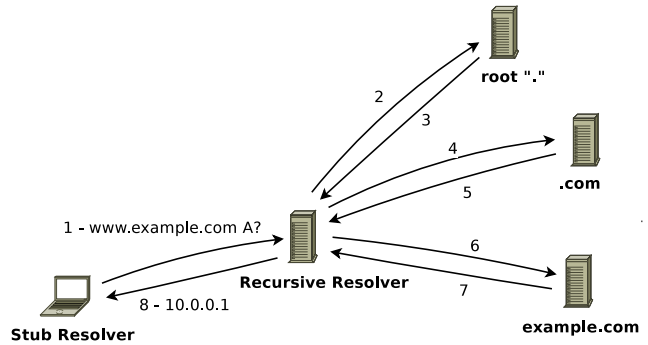 root "."
2
3
4
.com
5
1 - www.example.com A?
6
Recursive Resolver
7
8 - 10.0.0.1
example.com
Stub Resolver